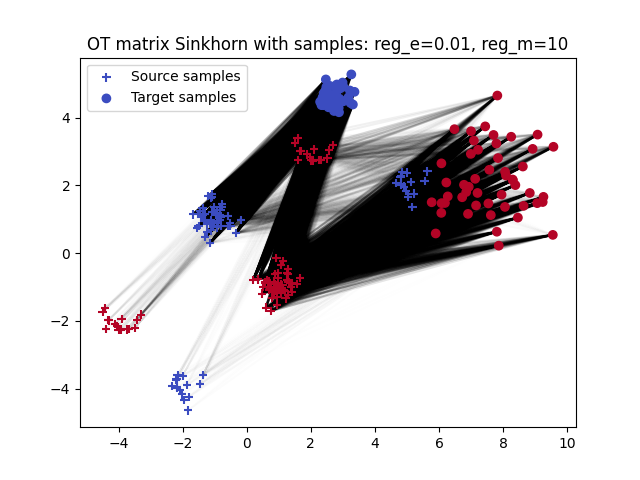 OT matrix Sinkhorn with samples: reg_e=0.01, reg_m=10
Source samples
Target samples
4
2
0
−2
−4
−4 −2 0 2 4 6 8 10